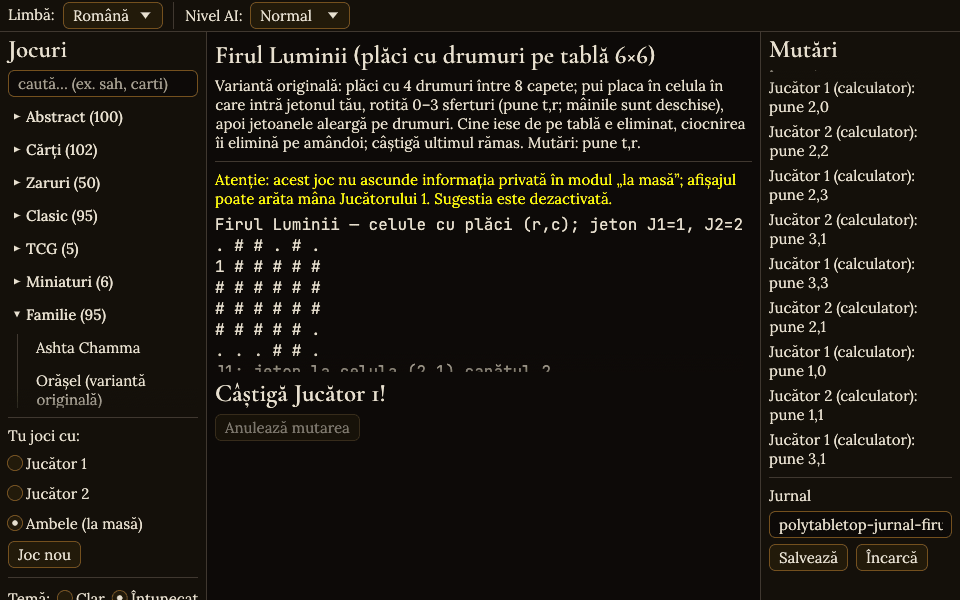 Limbă:
Română
Nivel AI:
Normal
Jocuri
caută... (ex. sah, carti)
Abstract (100)
Cărți (102)
Zaruri (50)
Clasic (95)
TCG (5)
Miniaturi (6)
Familie (95)
Ashta Chamma
Orășel (variantă
originală)
Tu joci cu:
Jucător 1
Jucător 2
Ambele (la masă)
Joc nou
Temă:
Clar
Întunecat
Firul Luminii (plăci cu drumuri pe tablă 6×6)
Variantă originală: plăci cu 4 drumuri între 8 capete; pui placa în celula în
care intră jetonul tău, rotită 0–3 sferturi (pune t,r; mâinile sunt deschise),
apoi jetoanele aleargă pe drumuri. Cine iese de pe tablă e eliminat, ciocnirea
îi elimină pe amândoi; câștigă ultimul rămas. Mutări: pune t,r.
Atenție: acest joc nu ascunde informația privată în modul „la masă”; afișajul
poate arăta mâna Jucătorului 1. Sugestia este dezactivată.
Firul Luminii — celule cu plăci (r,c); jeton J1=1, J2=2
. # # . # .
1 # # # # #
# # # # # #
# # # # # #
# # # # # .
. . . # # .
J1: jeton la celula (2,1) capătul 2
Câștigă Jucător 1!
Anulează mutarea
Mutări
Jucător 1 (calculator):
pune 2,0
Jucător 2 (calculator):
pune 2,2
Jucător 1 (calculator):
pune 2,3
Jucător 2 (calculator):
pune 3,1
Jucător 1 (calculator):
pune 3,3
Jucător 2 (calculator):
pune 2,1
Jucător 1 (calculator):
pune 1,0
Jucător 2 (calculator):
pune 1,1
Jucător 1 (calculator):
pune 3,1
Jurnal
polytabletop-jurnal-firu
Salvează
Încarcă